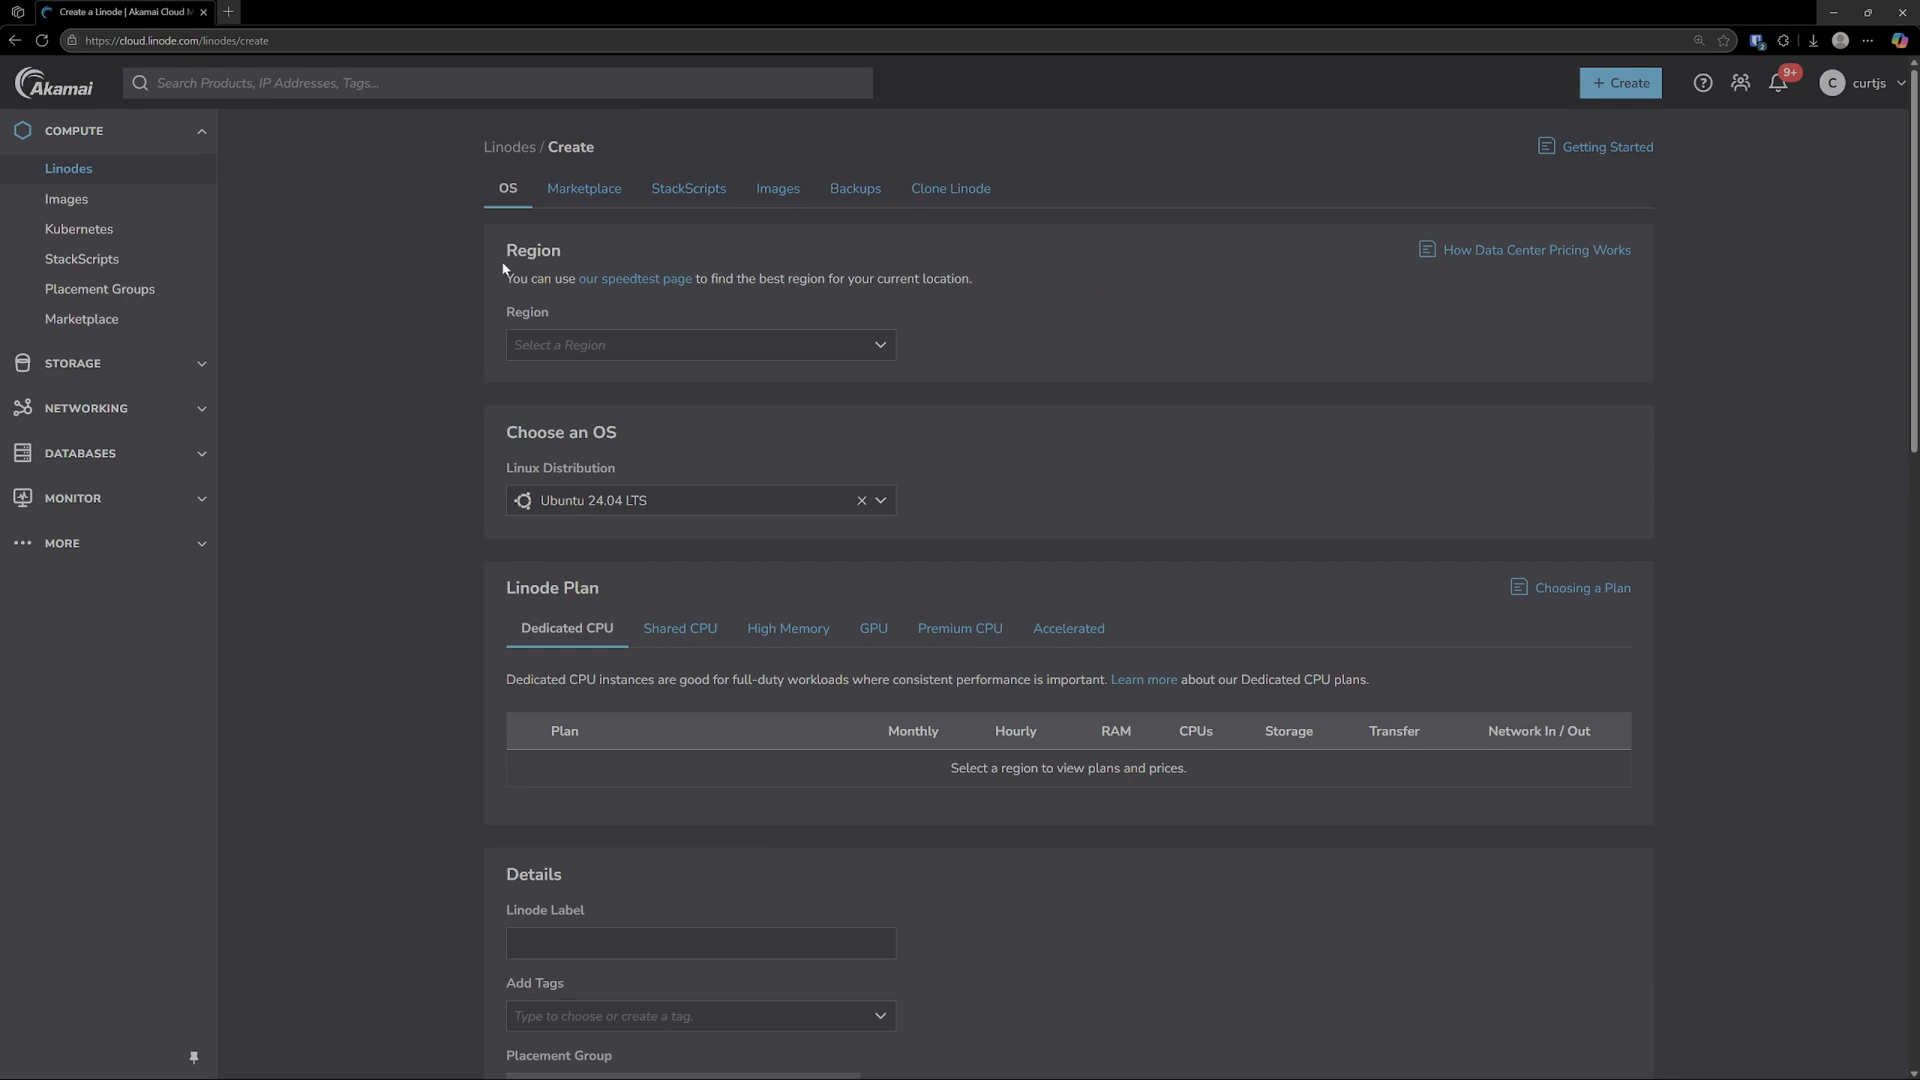 Create a Linode | Akamai Cloud M
https://cloud.linode.com/linodes/create
2
Akamai
Search Products, IP Addresses, Tags...
+ Create
9+
C
curtjs
COMPUTE
Linodes
Images
Kubernetes
StackScripts
Placement Groups
Marketplace
STORAGE
NETWORKING
DATABASES
MONITOR
MORE
Linodes / Create
Getting Started
OS Marketplace StackScripts Images Backups Clone Linode
Region
How Data Center Pricing Works
You can use our speedtest page to find the best region for your current location.
Region
Select a Region
Choose an OS
Linux Distribution
Ubuntu 24.04 LTS
Linode Plan
Choosing a Plan
Dedicated CPU Shared CPU High Memory GPU Premium CPU Accelerated
Dedicated CPU instances are good for full-duty workloads where consistent performance is important. Learn more about our Dedicated CPU plans.
Plan Monthly Hourly RAM CPUs Storage Transfer Network In / Out
Select a region to view plans and prices.
Details
Linode Label
Add Tags
Type to choose or create a tag.
Placement Group